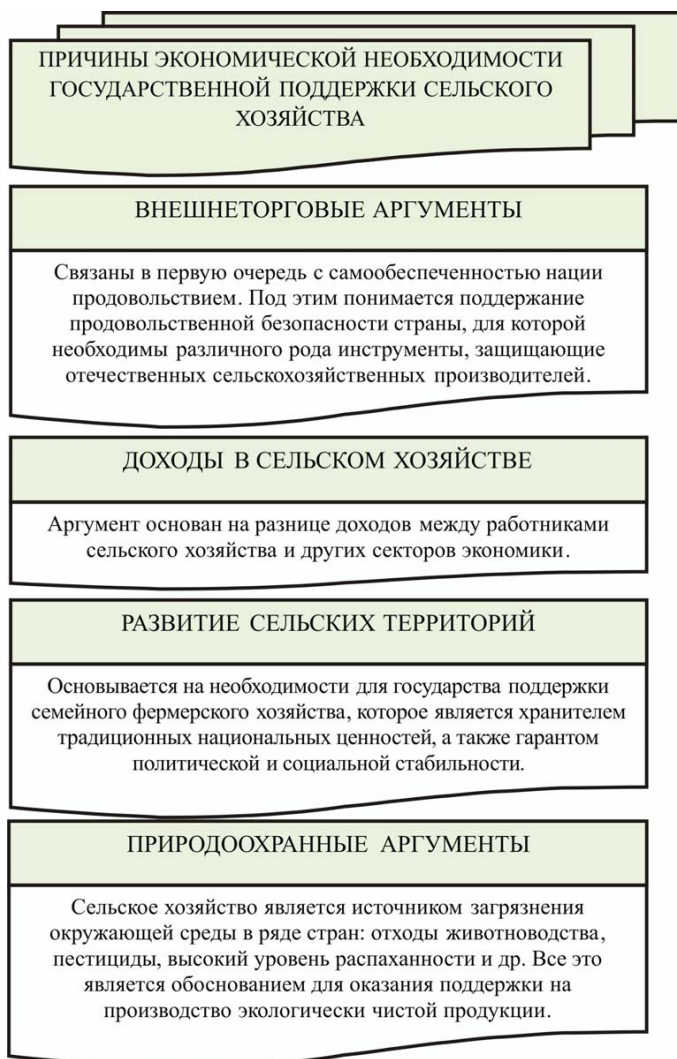 ПРИЧИНЫ ЭКОНОМИЧЕСКОЙ НЕОБХОДИМОСТИ
ГОСУДАРСТВЕННОЙ ПОДДЕРЖКИ СЕЛЬСКОГО
ХОЗЯЙСТВА
ВНЕШНЕТОРГОВЫЕ АРГУМЕНТЫ
Связаны в первую очередь с самообеспеченностью нации
продовольствием. Под этим понимается поддержание
продовольственной безопасности страны, для которой
необходимы различного рода инструменты, защищающие
отечественных сельскохозяйственных производителей.
ДОХОДЫ В СЕЛЬСКОМ ХОЗЯЙСТВЕ
Аргумент основан на разнице доходов между работниками
сельского хозяйства и других секторов экономики.
РАЗВИТИЕ СЕЛЬСКИХ ТЕРРИТОРИЙ
Основывается на необходимости для государства поддержки
семейного фермерского хозяйства, которое является хранителем
традиционных национальных ценностей, а также гарантом
политической и социальной стабильности.
ПРИРОДООХРАННЫЕ АРГУМЕНТЫ
Сельское хозяйство является источником загрязнения
окружающей среды в ряде стран: отходы животноводства,
пестициды, высокий уровень распаханности и др. Все это
является обоснованием для оказания поддержки на
производство экологически чистой продукции.